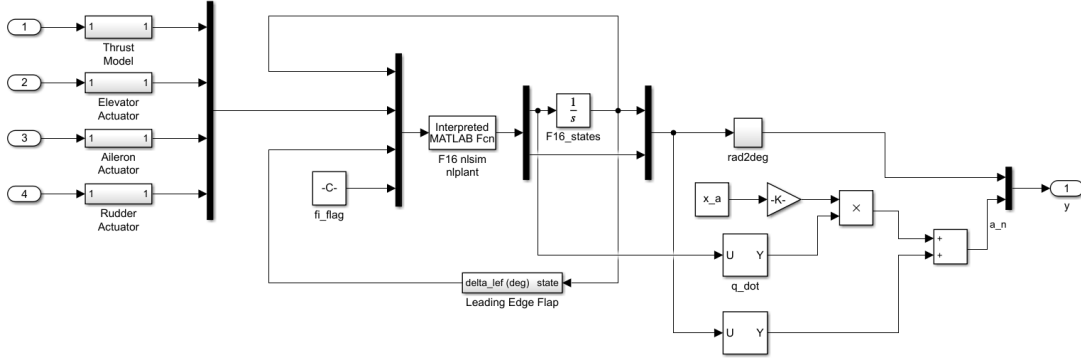 1
1
1
Thrust
Model
2
1
1
Elevator
Actuator
3
1
1
Aileron
Actuator
4
1
1
Rudder
Actuator
-C-
fi_flag
Interpreted
MATLAB Fcn
F16 nlsim
nlplant
1
s
F16_states
delta_lef (deg) state
Leading Edge Flap
rad2deg
x_a
-K-
×
U Y
q_dot
U Y
+
+
a_n
1
y